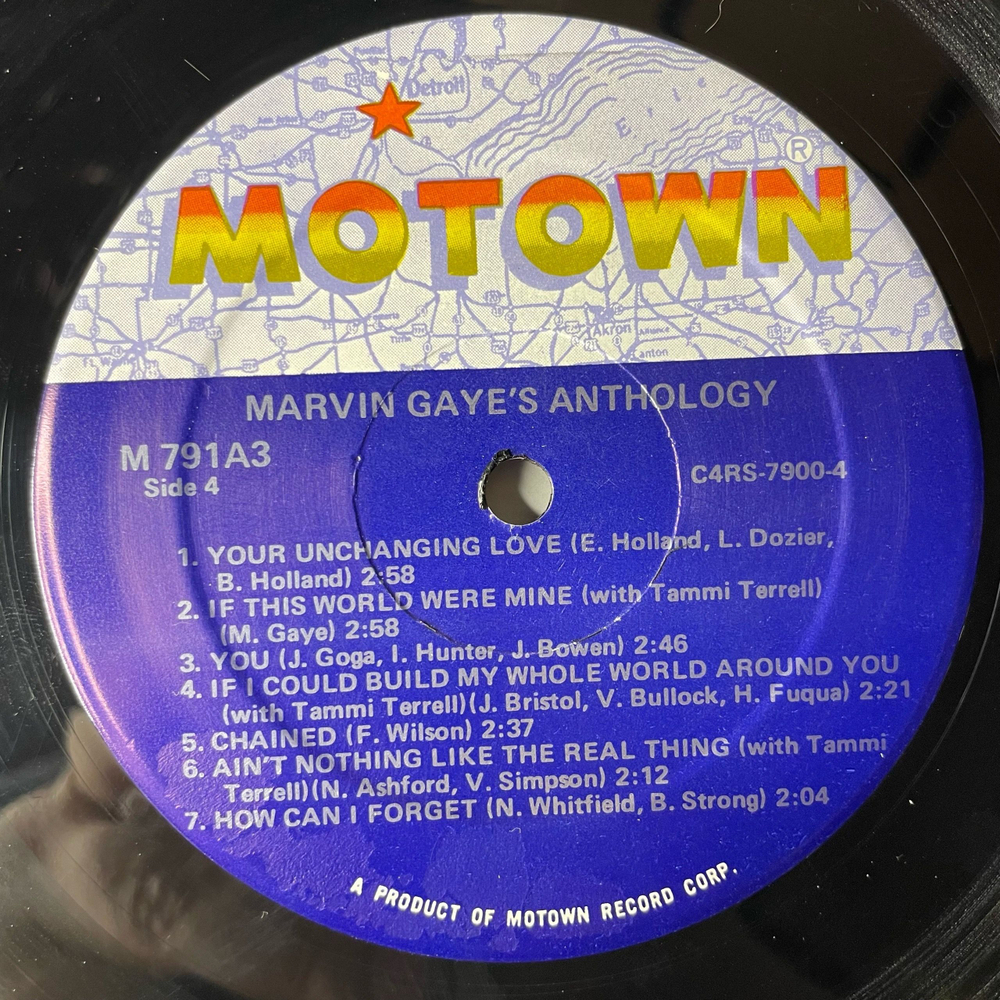 Detroit
Erie
®
MOTOWN
Akron
MARVIN GAYE'S ANTHOLOGY
M 791A3
Side 4
C4RS-7900-4
1. YOUR UNCHANGING LOVE (E. Holland, L. Dozier,
B. Holland) 2:58
2. IF THIS WORLD WERE MINE (with Tammi Terrell)
(M. Gaye) 2:58
3. YOU (J. Goga, I. Hunter, J. Bowen) 2:46
4. IF I COULD BUILD MY WHOLE WORLD AROUND YOU
(with Tammi Terrell)(J. Bristol, V. Bullock, H. Fuqua) 2:21
5. CHAINED (F. Wilson) 2:37
6. AIN'T NOTHING LIKE THE REAL THING (with Tammi
Terrell)(N. Ashford, V. Simpson) 2:12
7. HOW CAN I FORGET (N. Whitfield, B. Strong) 2:04
A PRODUCT OF MOTOWN RECORD CORP.